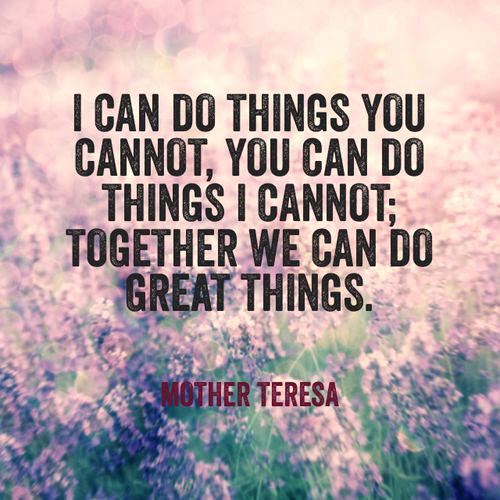 I CAN DO THINGS YOU
CANNOT, YOU CAN DO
THINGS I CANNOT;
TOGETHER WE CAN DO
GREAT THINGS.
MOTHER TERESA